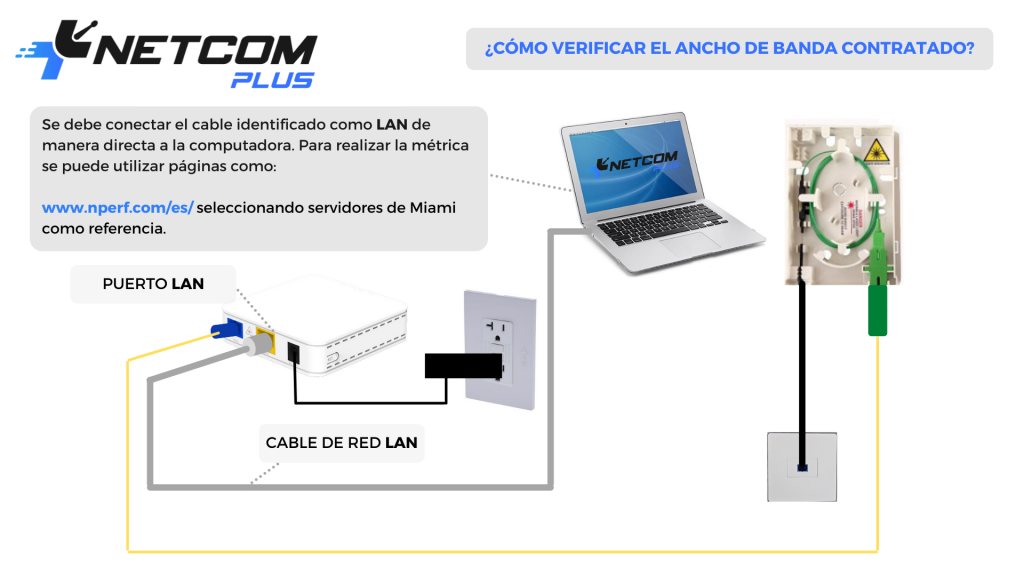 NETCOM
PLUS
¿CÓMO VERIFICAR EL ANCHO DE BANDA CONTRATADO?
Se debe conectar el cable identificado como LAN de
manera directa a la computadora. Para realizar la métrica
se puede utilizar páginas como:
www.nperf.com/es/ seleccionando servidores de Miami
como referencia.
NETCOM
PUERTO LAN
CABLE DE RED LAN